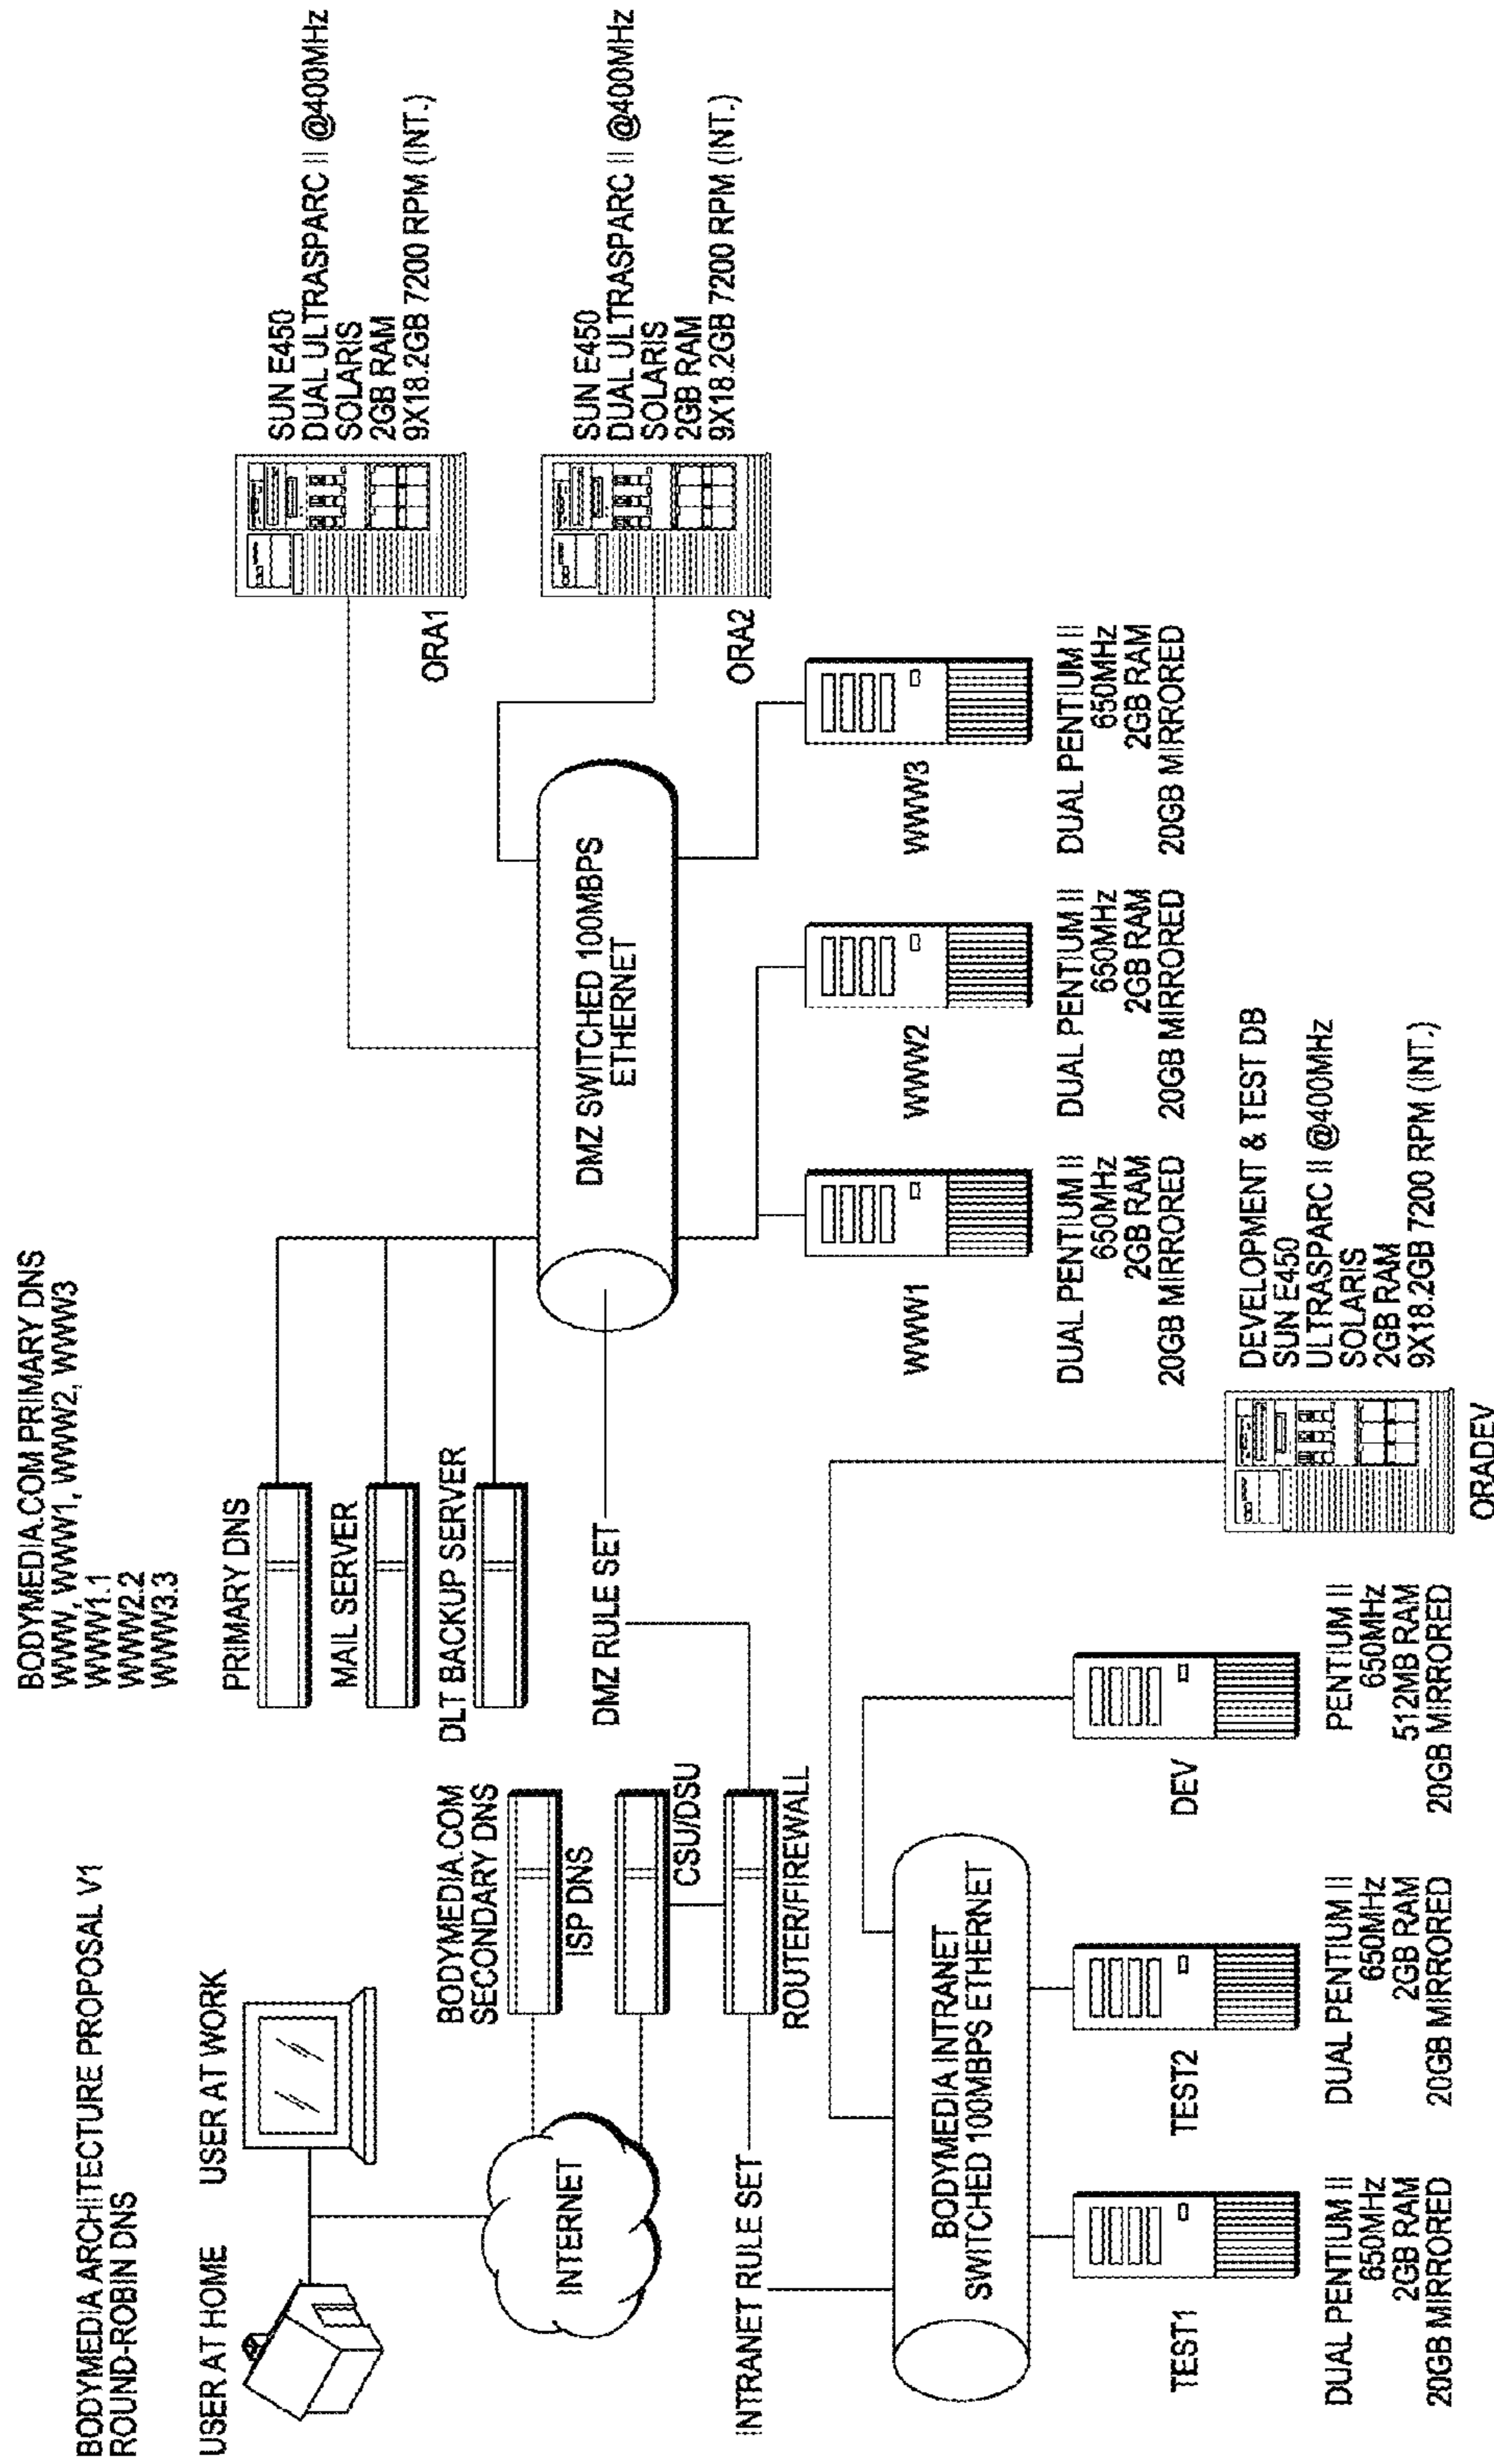 BODYMEDIA ARCHITECTURE PROPOSAL V1
ROUND-ROBIN DNS
USER AT HOME
USER AT WORK
INTERNET
BODYMEDIA.COM
SECONDARY DNS
ISP DNS
CSU/DSU
ROUTER/FIREWALL
INTRANET RULE SET
DMZ RULE SET
BODYMEDIA.COM PRIMARY DNS
WWW, WWW1, WWW2, WWW3
WWW1.1
WWW2.2
WWW3.3
PRIMARY DNS
MAIL SERVER
DLT BACKUP SERVER
DMZ SWITCHED 100MBPS
ETHERNET
ORA1
SUN E450
DUAL ULTRASPARC II @400MHz
SOLARIS
2GB RAM
9X18.2GB 7200 RPM (INT.)
ORA2
SUN E450
DUAL ULTRASPARC II @400MHz
SOLARIS
2GB RAM
9X18.2GB 7200 RPM (INT.)
WWW1
DUAL PENTIUM II
650MHz
2GB RAM
20GB MIRRORED
WWW2
DUAL PENTIUM II
650MHz
2GB RAM
20GB MIRRORED
WWW3
DUAL PENTIUM II
650MHz
2GB RAM
20GB MIRRORED
BODYMEDIA INTRANET
SWITCHED 100MBPS ETHERNET
TEST1
DUAL PENTIUM II
650MHz
2GB RAM
20GB MIRRORED
TEST2
DUAL PENTIUM II
650MHz
2GB RAM
20GB MIRRORED
DEV
PENTIUM II
650MHz
512MB RAM
20GB MIRRORED
DEVELOPMENT & TEST DB
SUN E450
ULTRASPARC II @400MHz
SOLARIS
2GB RAM
9X18.2GB 7200 RPM (INT.)
ORADEV